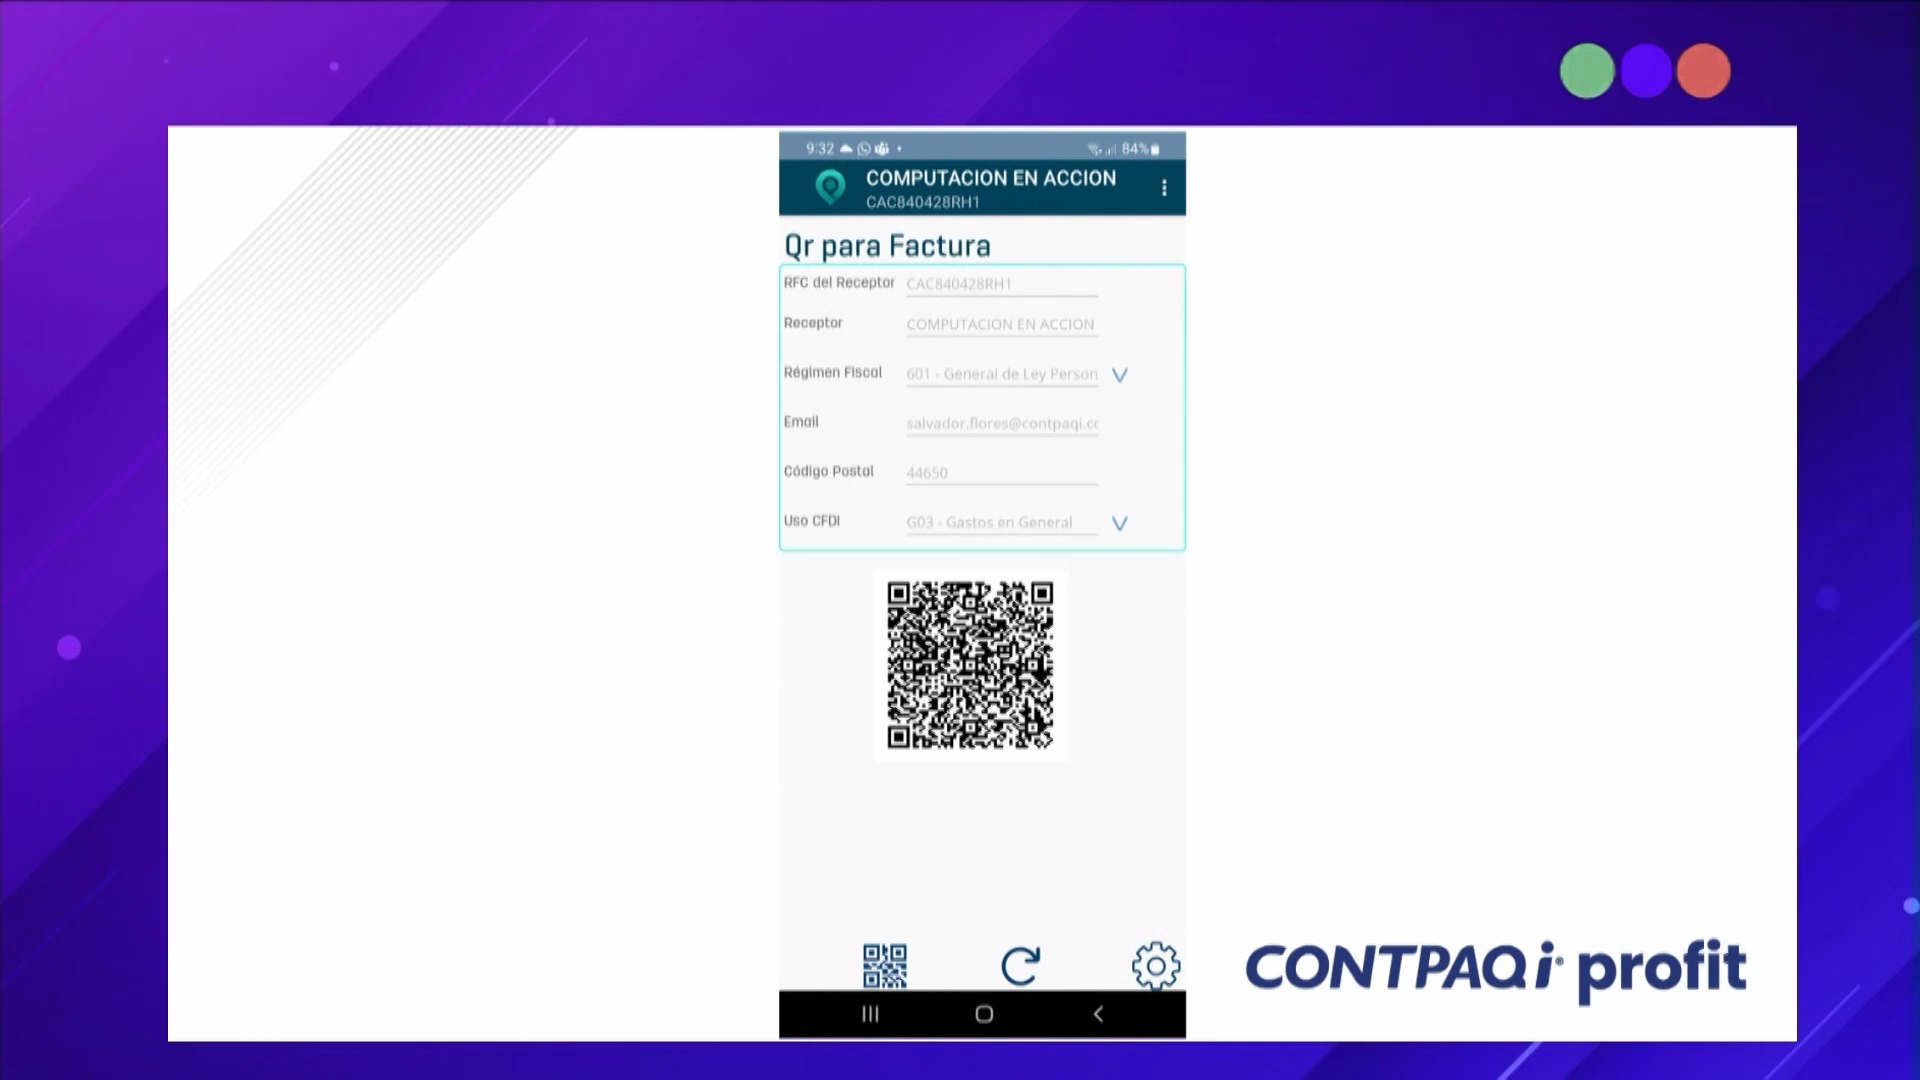 9:32
84%
COMPUTACION EN ACCION
CAC840428RH1
Qr para Factura
RFC del Receptor CAC840428RH1
Receptor COMPUTACION EN ACCION
Régimen Fiscal 601 - General de Ley Person
Email salvador.flores@contpaqi.cc
Código Postal 44650
Uso CFDI G03 - Gastos en General
CONTPAQi® profit